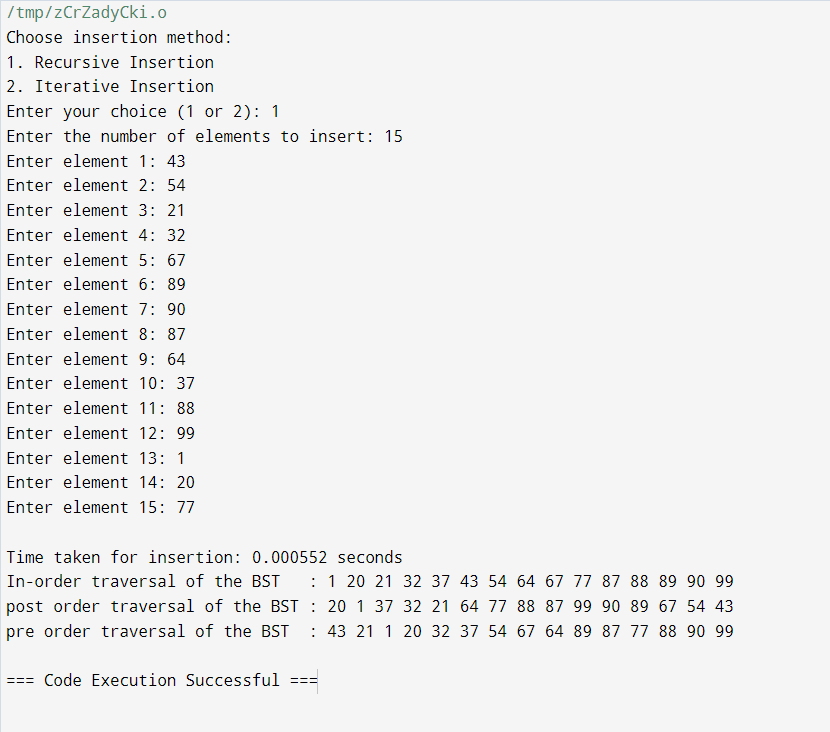 /tmp/zCrZadyCki.o
Choose insertion method:
1. Recursive Insertion
2. Iterative Insertion
Enter your choice (1 or 2): 1
Enter the number of elements to insert: 15
Enter element 1: 43
Enter element 2: 54
Enter element 3: 21
Enter element 4: 32
Enter element 5: 67
Enter element 6: 89
Enter element 7: 90
Enter element 8: 87
Enter element 9: 64
Enter element 10: 37
Enter element 11: 88
Enter element 12: 99
Enter element 13: 1
Enter element 14: 20
Enter element 15: 77
Time taken for insertion: 0.000552 seconds
In-order traversal of the BST   : 1 20 21 32 37 43 54 64 67 77 87 88 89 90 99
post order traversal of the BST : 20 1 37 32 21 64 77 88 87 99 90 89 67 54 43
pre order traversal of the BST  : 43 21 1 20 32 37 54 67 64 89 87 77 88 90 99
=== Code Execution Successful ===